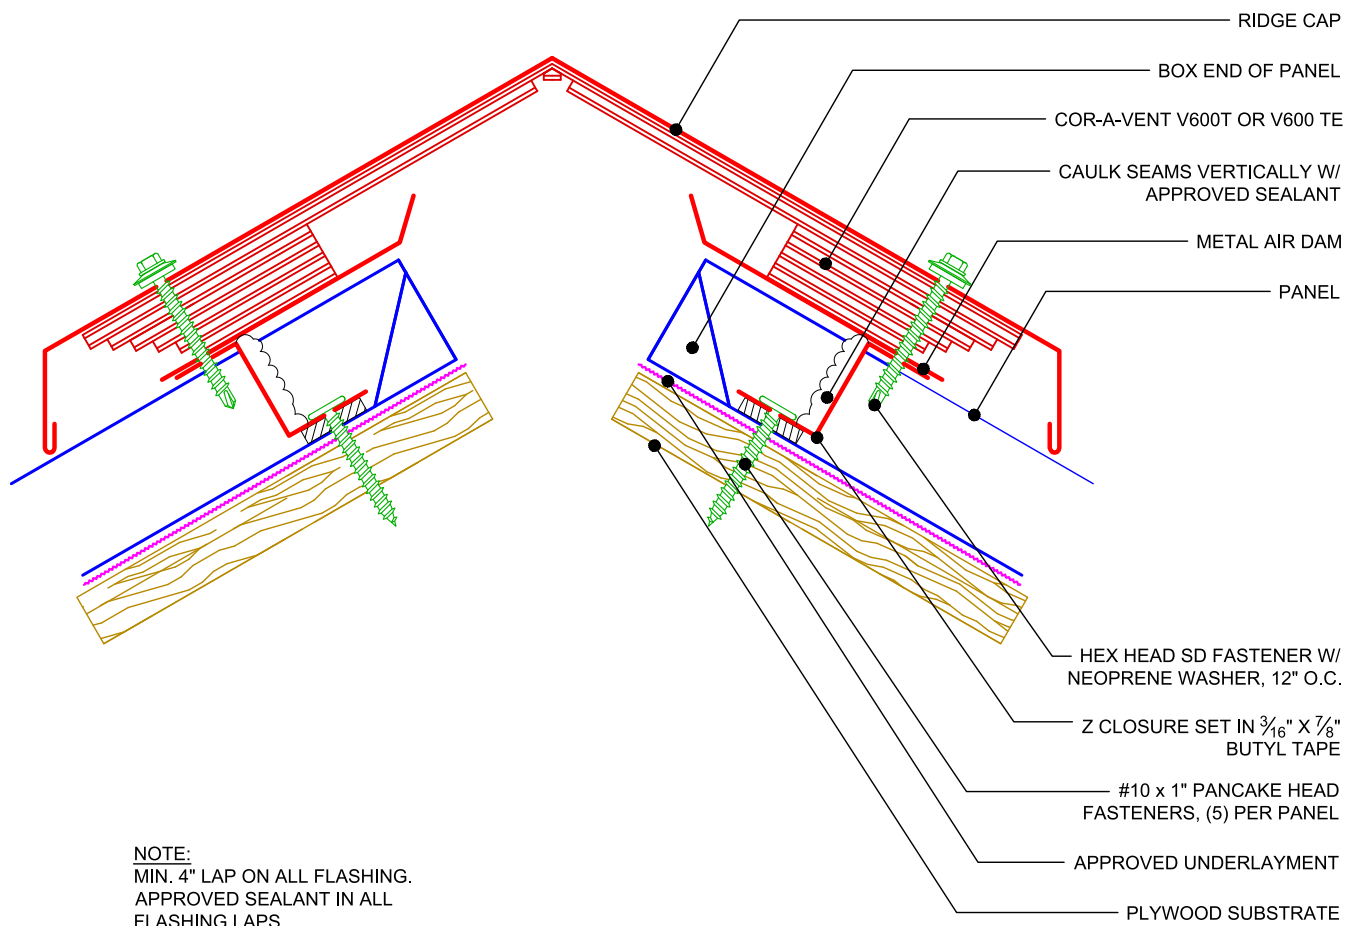 RIDGE CAP
BOX END OF PANEL
COR-A-VENT V600T OR V600 TE
CAULK SEAMS VERTICALLY W/
APPROVED SEALANT
METAL AIR DAM
PANEL
HEX HEAD SD FASTENER W/
NEOPRENE WASHER, 12" O.C.
Z CLOSURE SET IN 3/16" X 7/8"
BUTYL TAPE
#10 x 1" PANCAKE HEAD
FASTENERS, (5) PER PANEL
APPROVED UNDERLAYMENT
PLYWOOD SUBSTRATE
NOTE:
MIN. 4" LAP ON ALL FLASHING.
APPROVED SEALANT IN ALL
FLASHING LAPS